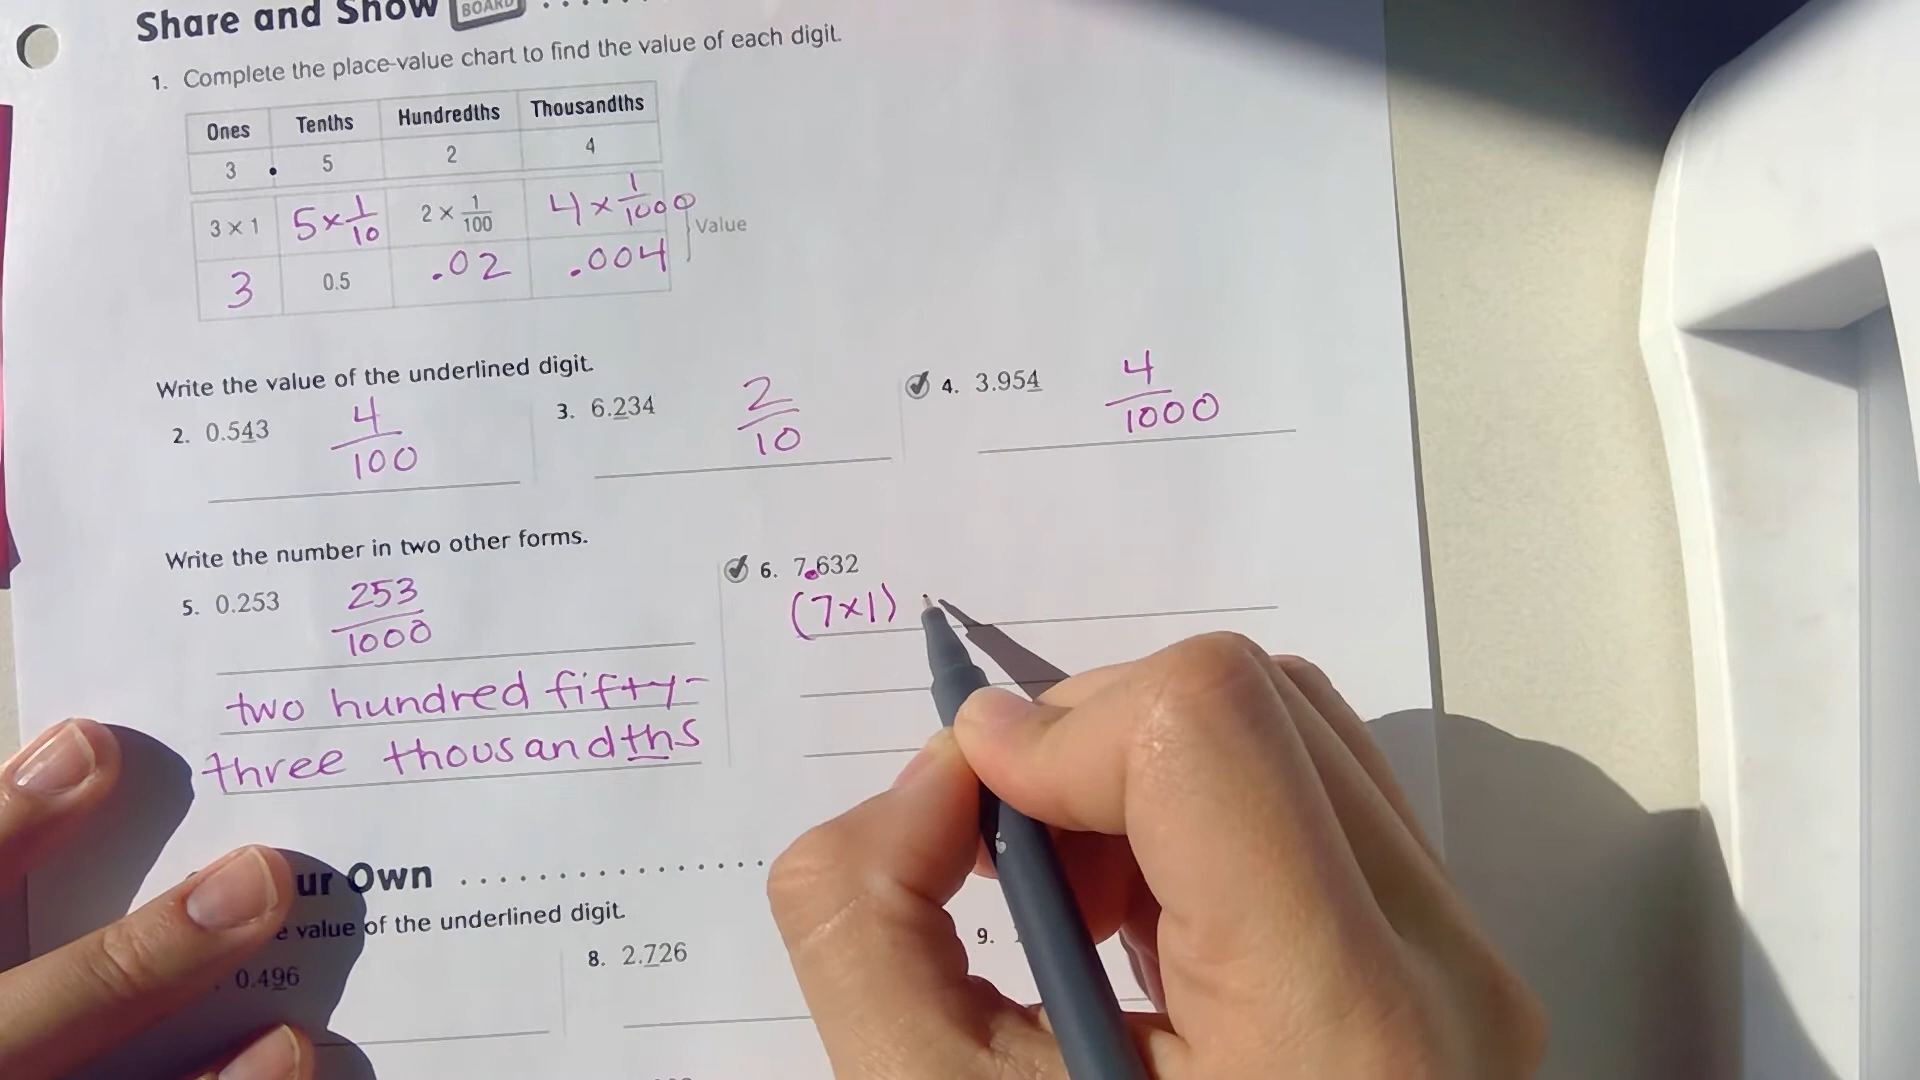 Share and Show BOARD
1. Complete the place-value chart to find the value of each digit.
Ones Tenths Hundredths Thousandths
3 . 5 2 4
3 × 1 5 × 1/10 2 × 1/100 4 × 1/1000
Value
3 0.5 .02 .004
Write the value of the underlined digit.
2. 0.543 4/100 3. 6.234 2/10 4. 3.954 4/1000
Write the number in two other forms.
5. 0.253 253/1000 6. 7.632
(7×1)
two hundred fifty-
three thousandths
ur Own
value of the underlined digit.
0.496 8. 2.726 9.